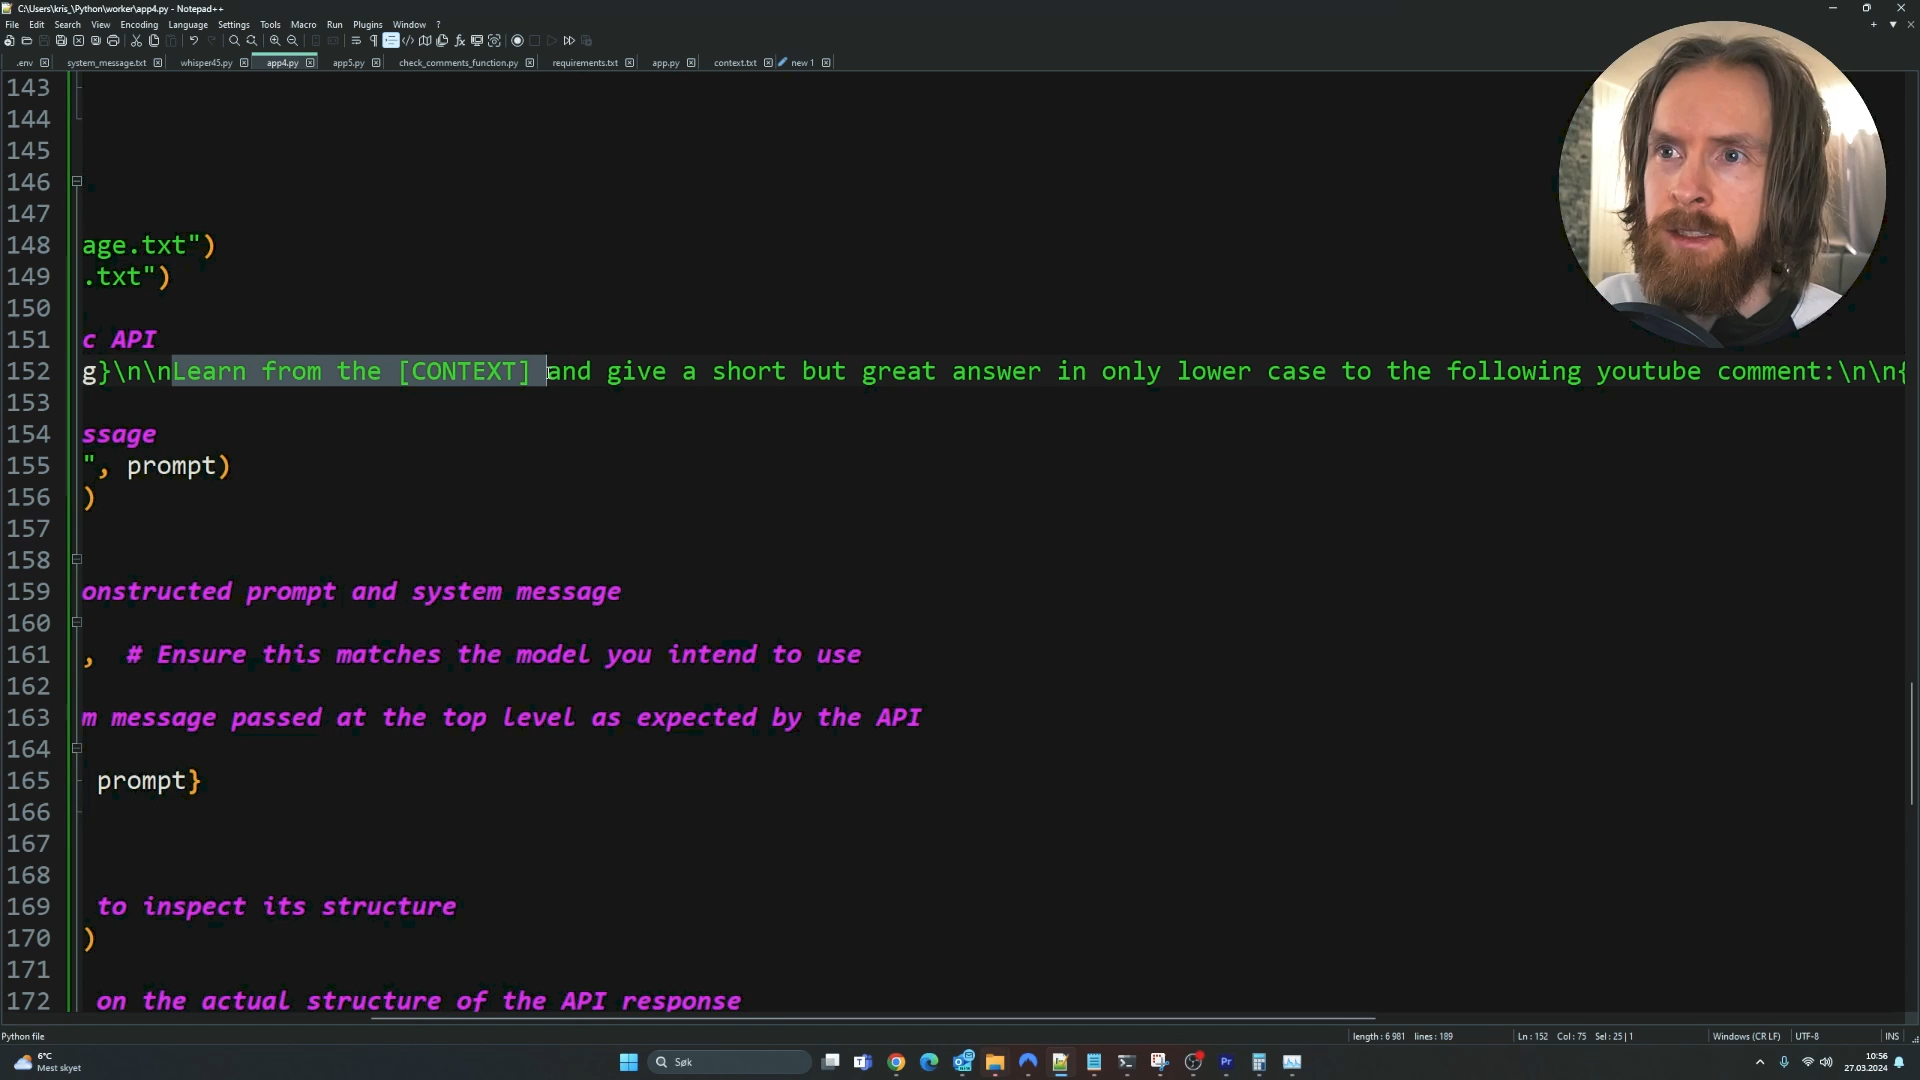 C:\Users\kris_\Python\worker\app4.py - Notepad++
File Edit Search View Encoding Language Settings Tools Macro Run Plugins Window ?
.env system_message.txt whisper45.py app4.py app5.py check_comments_function.py requirements.txt app.py context.txt new 1
143
144
145
146
147
148 age.txt")
149 .txt")
150
151 c API
152 g}\n\nLearn from the [CONTEXT] and give a short but great answer in only lower case to the following youtube comment:\n\n{
153
154 ssage
155 ", prompt)
156 )
157
158
159 onstructed prompt and system message
160
161 ,  # Ensure this matches the model you intend to use
162
163 m message passed at the top level as expected by the API
164
165 prompt}
166
167
168
169 to inspect its structure
170 )
171
172 on the actual structure of the API response
Python file length : 6 981 lines : 189 Ln : 152 Col : 75 Sel : 25 | 1 Windows (CR LF) UTF-8 INS
6°C
Mest skyet
Søk
Pr
10:56
27.03.2024